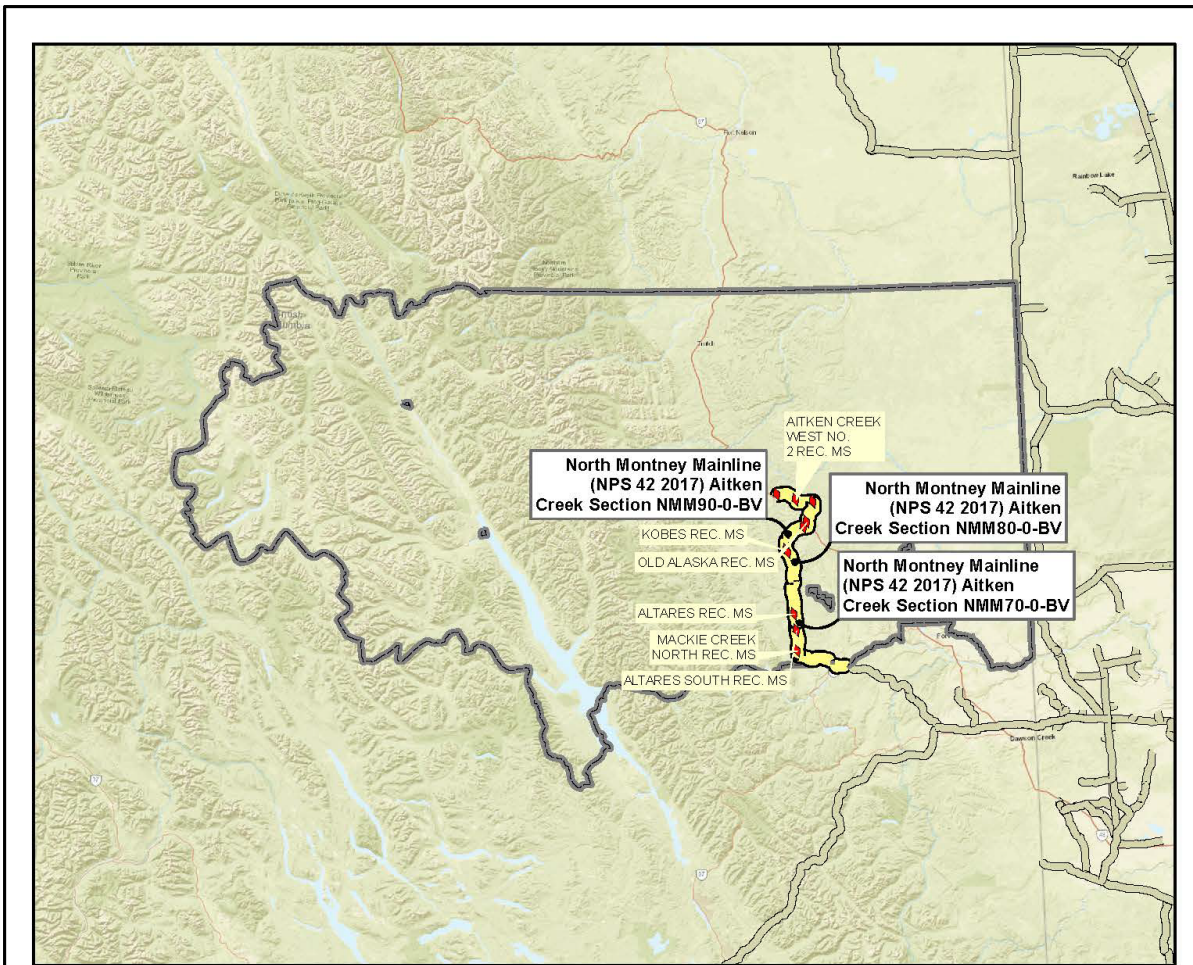 Fort Nelson
Rainbow Lake
AITKEN CREEK
WEST NO.
2 REC. MS
North Montney Mainline
(NPS 42 2017) Aitken
Creek Section NMM90-0-BV
North Montney Mainline
(NPS 42 2017) Aitken
Creek Section NMM80-0-BV
KOBES REC. MS
OLD ALASKA REC. MS
North Montney Mainline
(NPS 42 2017) Aitken
Creek Section NMM70-0-BV
ALTARES REC. MS
MACKIE CREEK
NORTH REC. MS
ALTARES SOUTH REC. MS
Fort
Dawson Creek
97
37